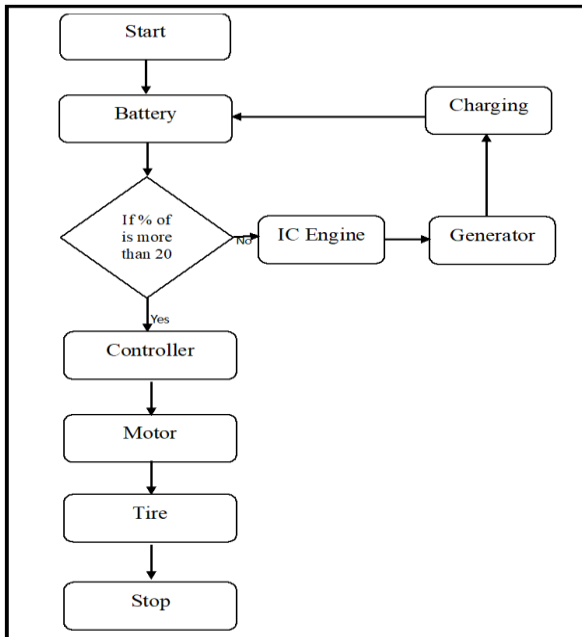 Start
Battery
Charging
If % of
is more
than 20
No
IC Engine
Generator
Yes
Controller
Motor
Tire
Stop